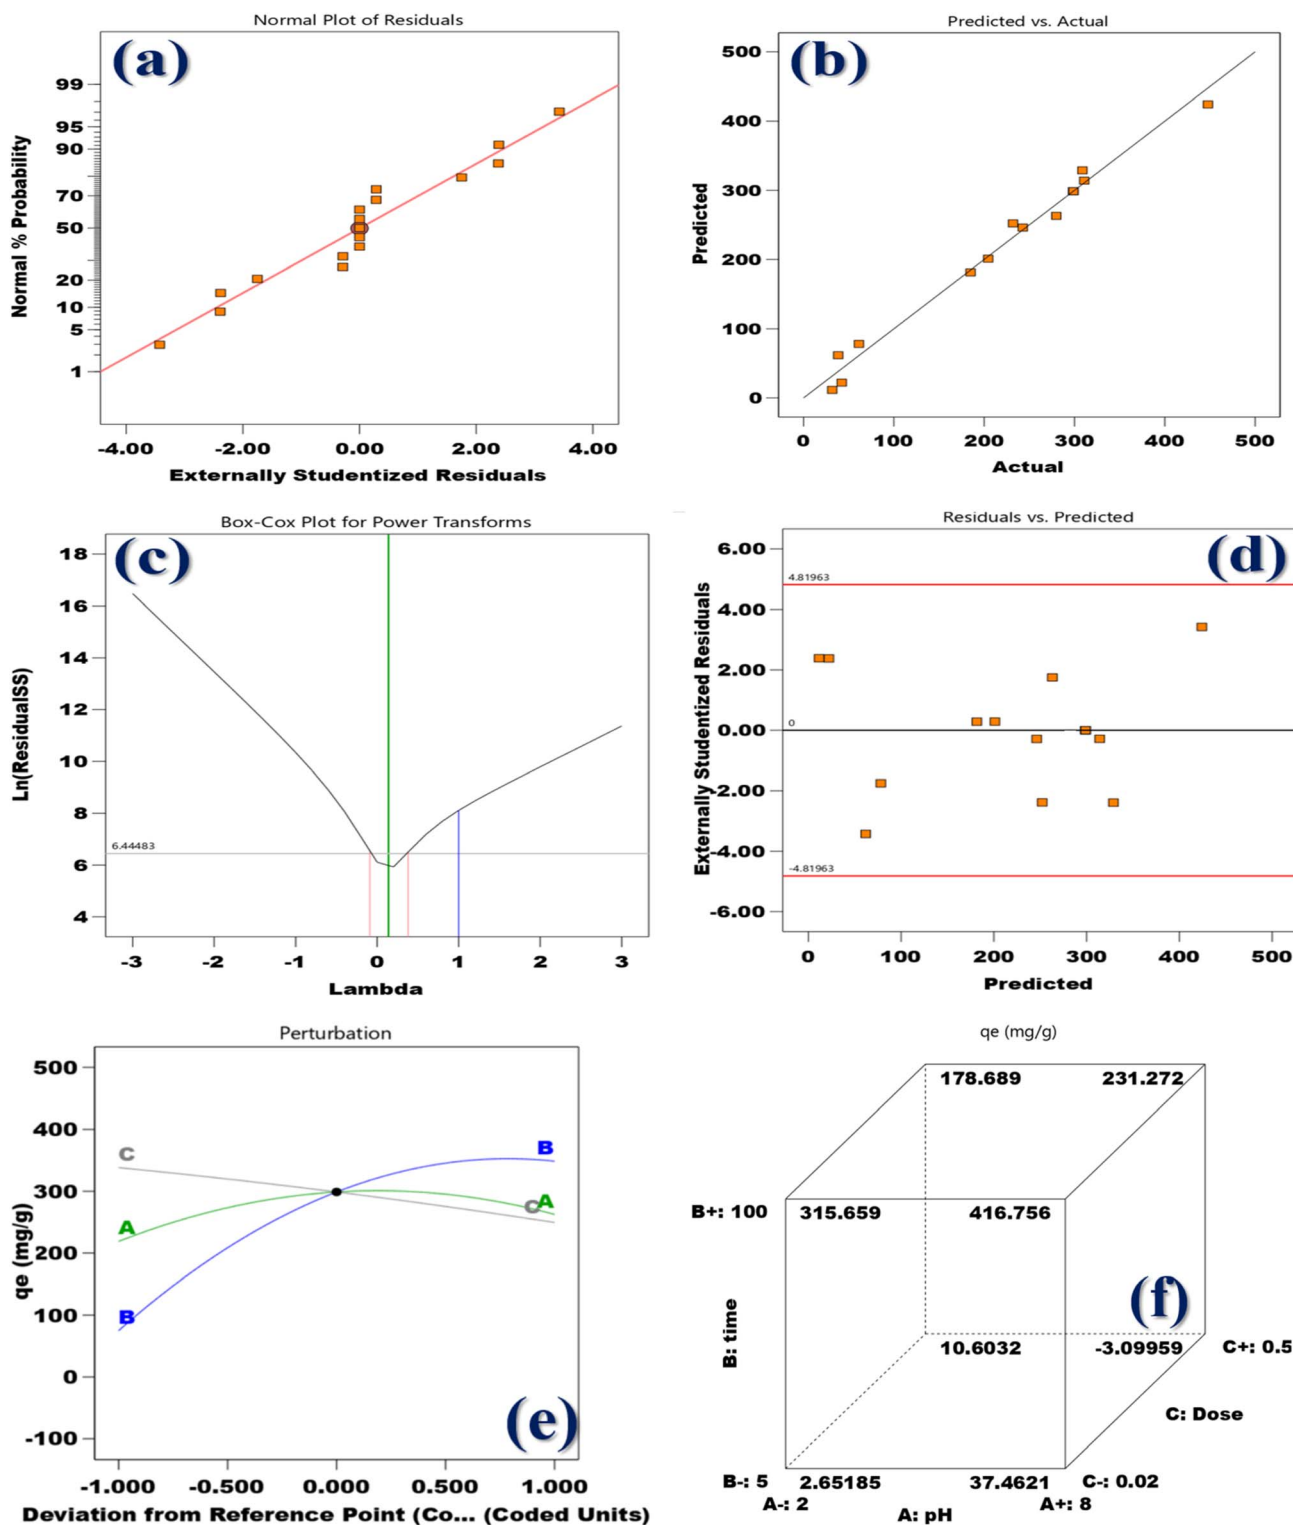 Normal Plot of Residuals
(a)
Normal % Probability
99
95
90
70
50
20
10
5
1
-4.00 -2.00 0.00 2.00 4.00
Externally Studentized Residuals
Predicted vs. Actual
(b)
Predicted
500
400
300
200
100
0
0 100 200 300 400 500
Actual
Box-Cox Plot for Power Transforms
(c)
Ln(ResidualSS)
18
16
14
12
10
8
6.44483
6
4
-3 -2 -1 0 1 2 3
Lambda
Residuals vs. Predicted
(d)
Externally Studentized Residuals
6.00
4.81963
4.00
2.00
0
0.00
-2.00
-4.00
-4.81963
-6.00
0 100 200 300 400 500
Predicted
Perturbation
qe (mg/g)
500
400
300
200
100
0
-100
C
B
A
C A
B
(e)
-1.000 -0.500 0.000 0.500 1.000
Deviation from Reference Point (Co... (Coded Units)
qe (mg/g)
178.689 231.272
B+: 100 315.659 416.756
(f)
B: time
10.6032 -3.09959 C+: 0.5
C: Dose
B-: 5 2.65185 37.4621 C-: 0.02
A-: 2 A: pH A+: 8